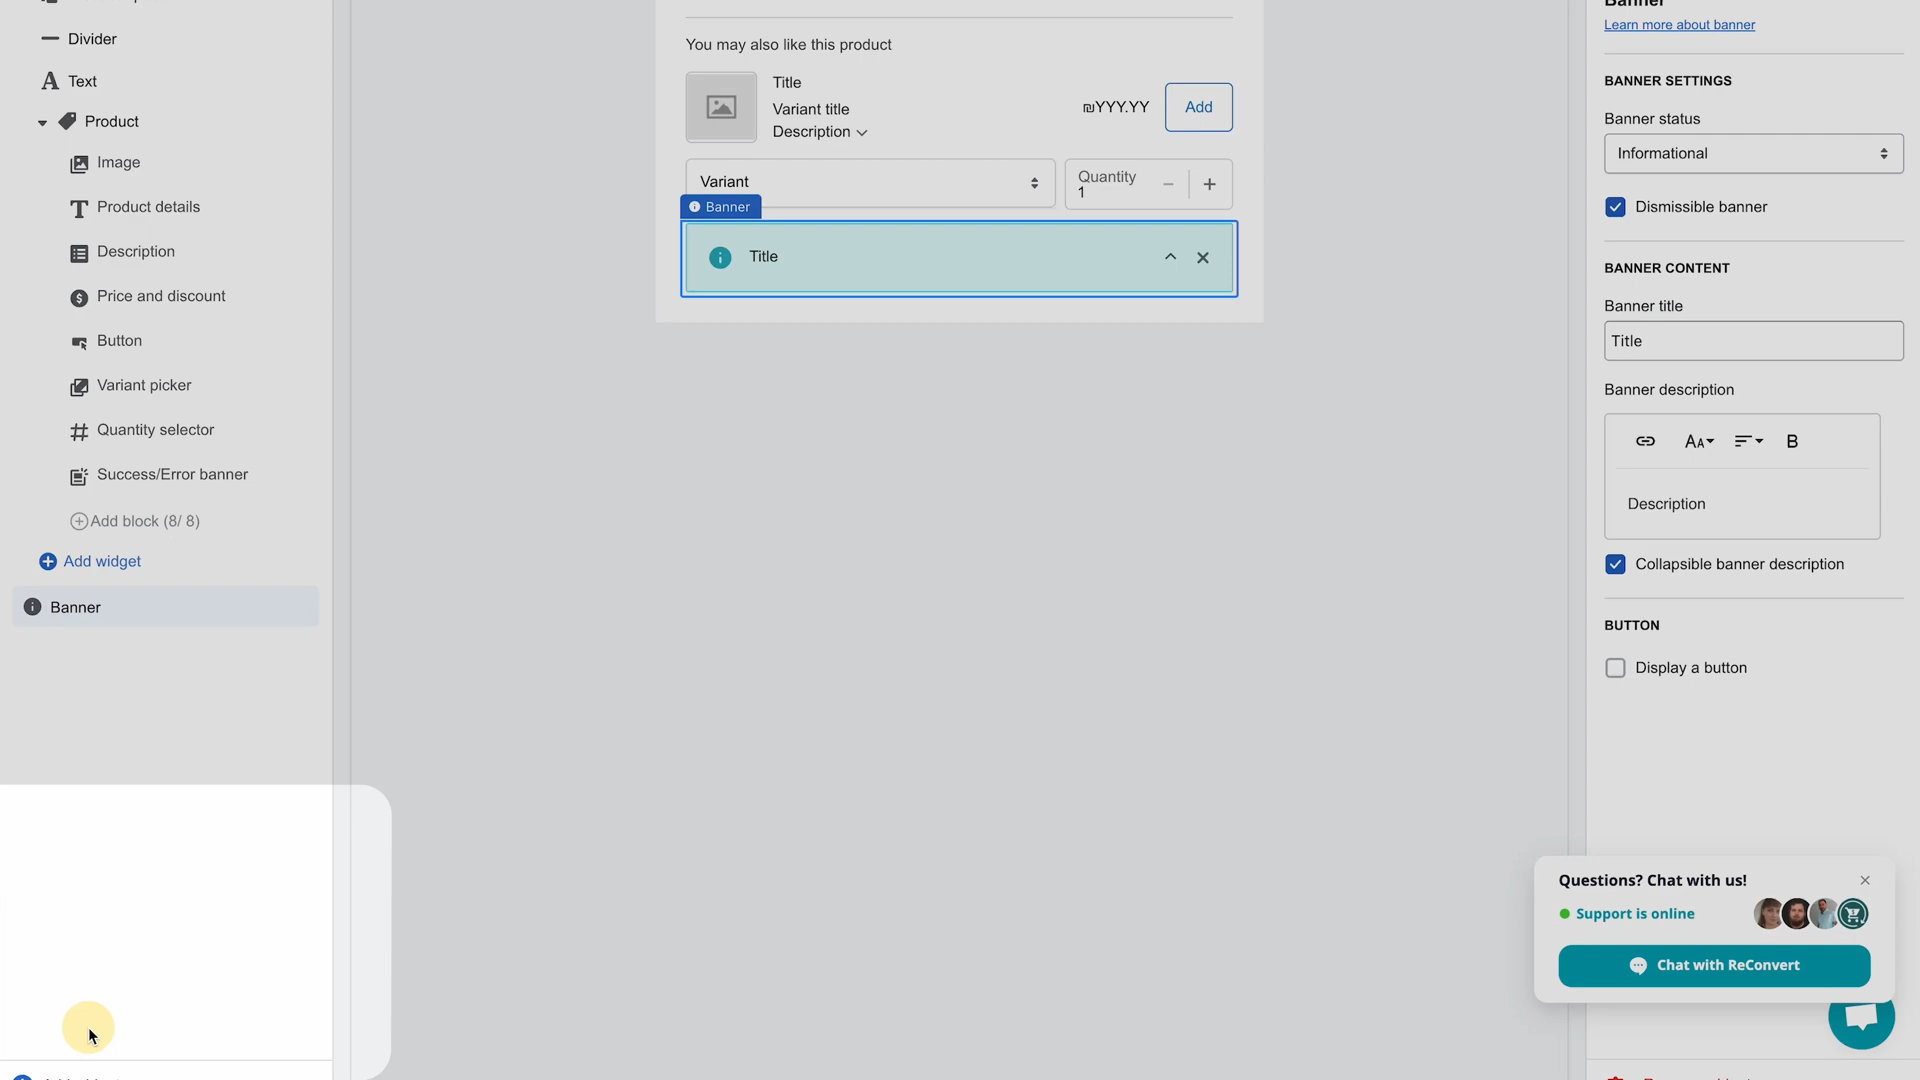 Divider
Text
Product
Image
Product details
Description
Price and discount
Button
Variant picker
Quantity selector
Success/Error banner
Add block (8/ 8)
Add widget
Banner
You may also like this product
Title
Variant title
Description
₪YYY.YY
Add
Variant
Quantity
1
Banner
Title
Banner
Learn more about banner
BANNER SETTINGS
Banner status
Informational
Dismissible banner
BANNER CONTENT
Banner title
Title
Banner description
Description
Collapsible banner description
BUTTON
Display a button
Questions? Chat with us!
Support is online
Chat with ReConvert